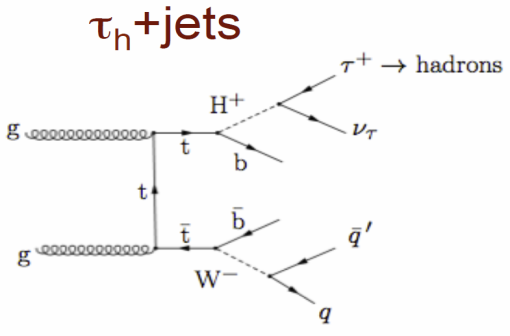 τh+jets
τ+ → hadrons
H+
g
ντ
t
b
t
b̄
t̄
q̄′
g
W−
q